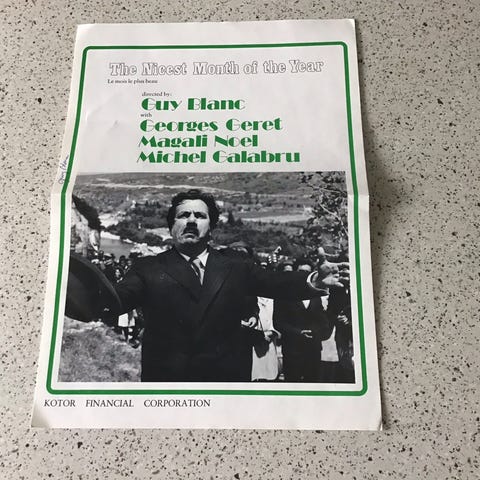 The Nicest Month of the Year
Le mois le plus beau
directed by:
Guy Blanc
with
Georges Geret
Magali Noel
Michel Galabru
KOTOR FINANCIAL CORPORATION